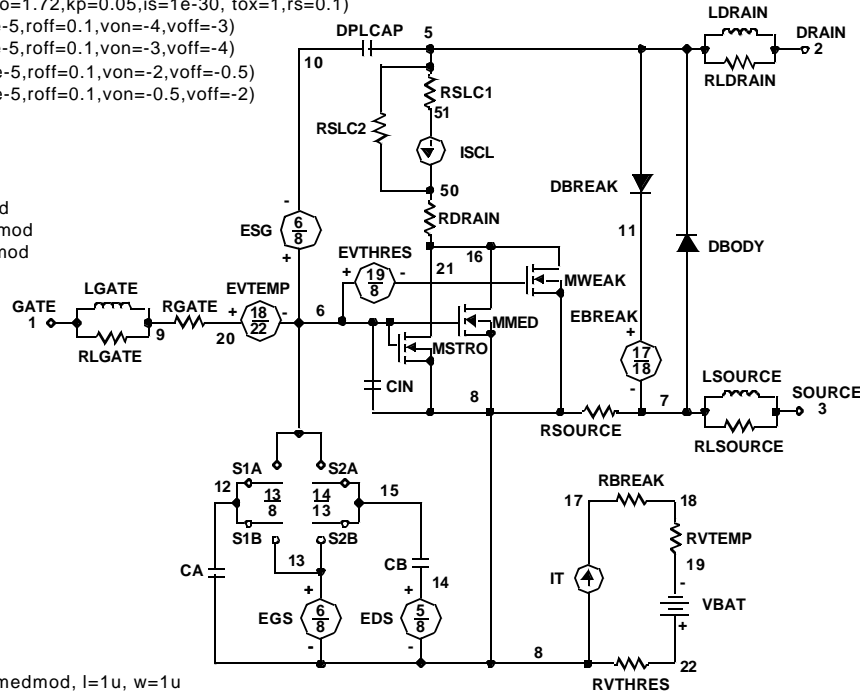 o=1.72,kp=0.05,is=1e-30, tox=1,rs=0.1)
e-5,roff=0.1,von=-4,voff=-3)
e-5,roff=0.1,von=-3,voff=-4)
e-5,roff=0.1,von=-2,voff=-0.5)
e-5,roff=0.1,von=-0.5,voff=-2)
d
mod
mod
LDRAIN
DPLCAP 5 DRAIN
10 2
RLDRAIN
RSLC1
51
RSLC2
ISCL
50
DBREAK
RDRAIN
-
ESG 6 8
+
11
DBODY
EVTHRES
+ 19 8 -
16
21
MWEAK
LGATE
EVTEMP
GATE
1
RGATE
+ 18 22 -
6
9
20
RLGATE
MMED
EBREAK
+
17 18
-
MSTRO
CIN
LSOURCE
8
7
SOURCE
3
RSOURCE
RLSOURCE
S1A S2A
12
13 8
14 13
15
S1B S2B
13
RBREAK
17 18
RVTEMP
19
CA
CB
14
IT
-
VBAT
+
+
EGS 6 8
-
+
EDS 5 8
-
8
22
RVTHRES
medmod, l=1u, w=1u